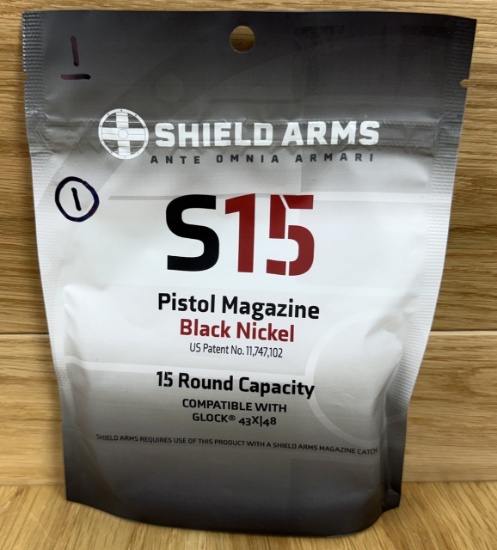 1
SHIELD ARMS
ANTE OMNIA ARMARI
1
S15
Pistol Magazine
Black Nickel
US Patent No. 11,747,102
15 Round Capacity
COMPATIBLE WITH
GLOCK® 43X|48
SHIELD ARMS REQUIRES USE OF THIS PRODUCT WITH A SHIELD ARMS MAGAZINE CATCH